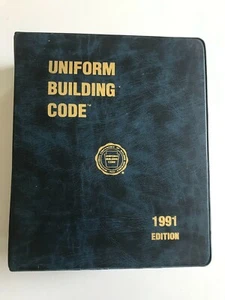 UNIFORM
BUILDING
CODE™
1991
EDITION